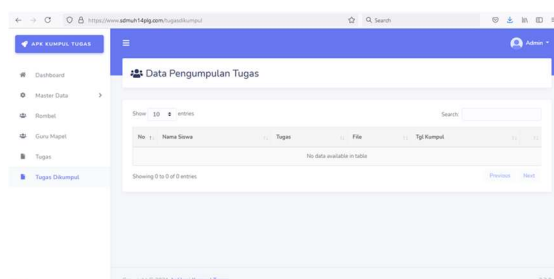 https://www.sdmuh14plg.com/tugasdikumpul
Search
APK KUMPUL TUGAS
Admin
Dashboard
Master Data
Rombel
Guru Mapel
Tugas
Tugas Dikumpul
Data Pengumpulan Tugas
Show 10 entries
Search:
No Nama Siswa Tugas File Tgl Kumpul
No data available in table
Showing 0 to 0 of 0 entries
Previous Next